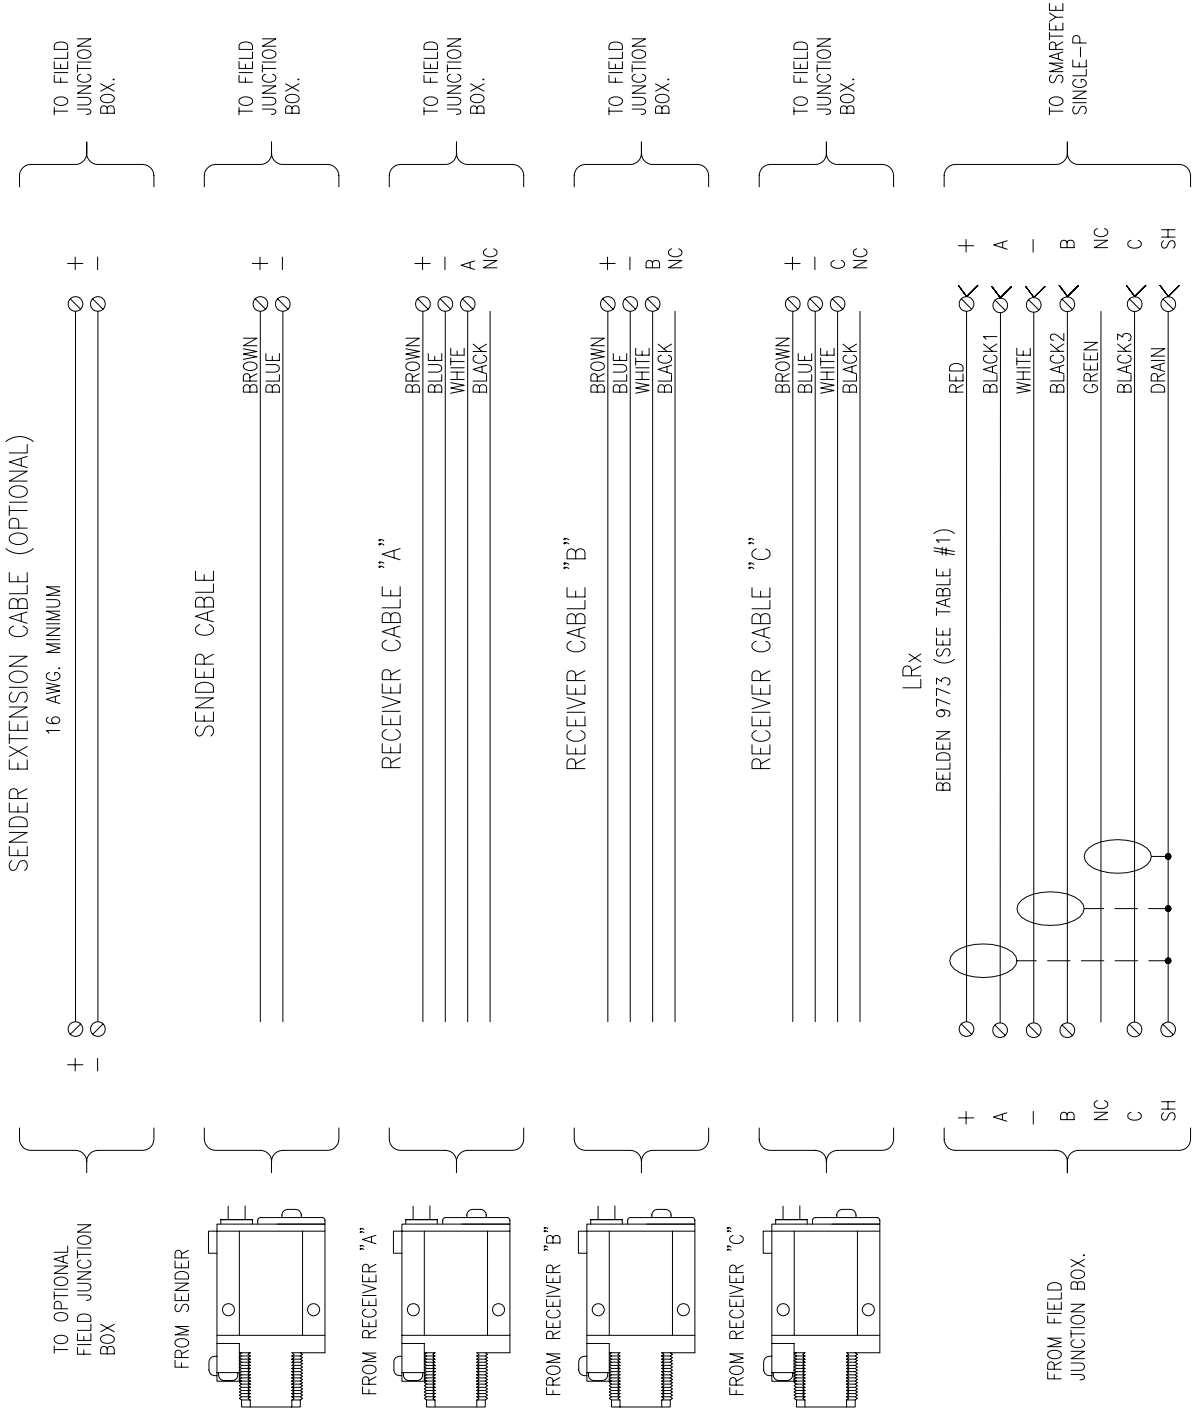 SENDER EXTENSION CABLE (OPTIONAL)
16 AWG. MINIMUM
TO OPTIONAL
FIELD JUNCTION
BOX
+
−
+
−
TO FIELD
JUNCTION
BOX.
SENDER CABLE
FROM SENDER
BROWN
BLUE
+
−
TO FIELD
JUNCTION
BOX.
RECEIVER CABLE "A"
FROM RECEIVER "A"
BROWN
BLUE
WHITE
BLACK
+
−
A
NC
TO FIELD
JUNCTION
BOX.
RECEIVER CABLE "B"
FROM RECEIVER "B"
BROWN
BLUE
WHITE
BLACK
+
−
B
NC
TO FIELD
JUNCTION
BOX.
RECEIVER CABLE "C"
FROM RECEIVER "C"
BROWN
BLUE
WHITE
BLACK
+
−
C
NC
TO FIELD
JUNCTION
BOX.
LRx
BELDEN 9773 (SEE TABLE #1)
FROM FIELD
JUNCTION BOX.
+
A
−
B
NC
C
SH
RED
BLACK1
WHITE
BLACK2
GREEN
BLACK3
DRAIN
+
A
−
B
NC
C
SH
TO SMARTEYE
SINGLE−P